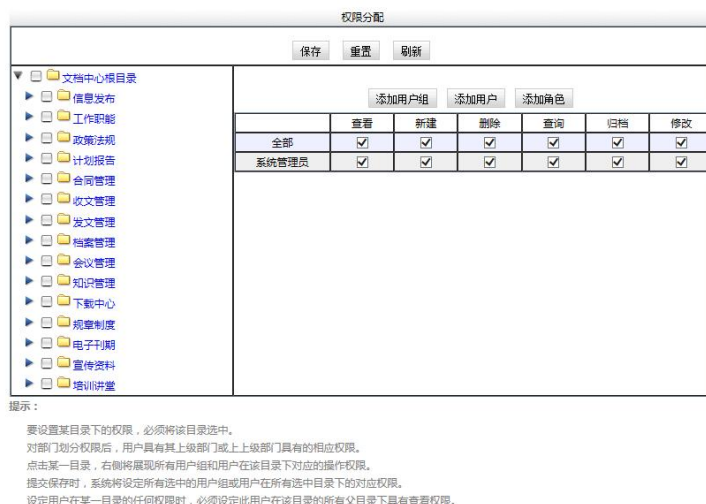 权限分配
保存 重置 刷新
文档中心根目录
信息发布
工作职能
政策法规
计划报告
合同管理
收文管理
发文管理
档案管理
会议管理
知识管理
下载中心
规章制度
电子刊期
宣传资料
培训讲堂
添加用户组 添加用户 添加角色
查看 新建 删除 查询 归档 修改
全部
系统管理员
提示：
要设置某目录下的权限，必须将该目录选中。
对部门划分权限后，用户具有其上级部门或上上级部门具有的相应权限。
点击某一目录，右侧将展现所有用户组和用户在该目录下对应的操作权限。
提交保存时，系统将设定所有选中的用户组或用户在所有选中目录下的对应权限。
设定用户在某一目录的任何权限时，必须设定此用户在该目录的所有父目录下具有查看权限。